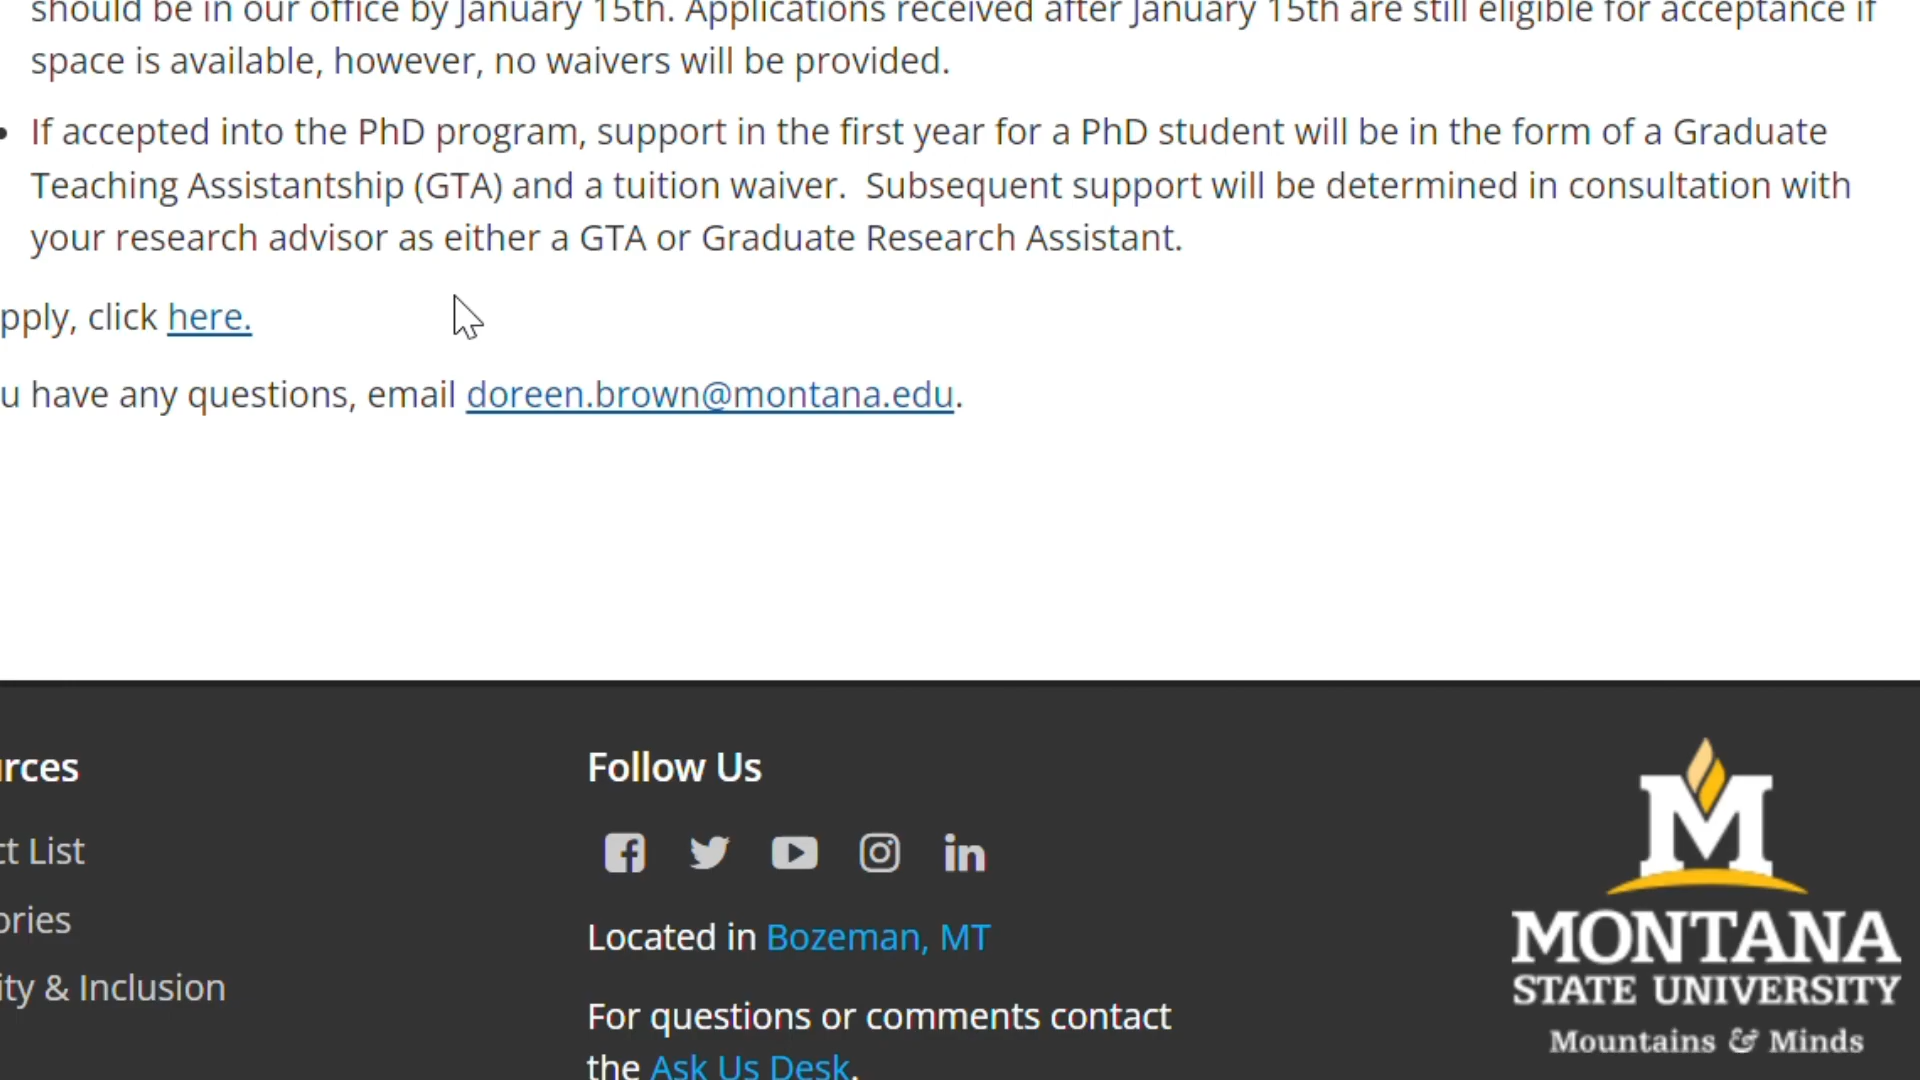 should be in our office by January 15th. Applications received after January 15th are still eligible for acceptance if
space is available, however, no waivers will be provided.
• If accepted into the PhD program, support in the first year for a PhD student will be in the form of a Graduate
Teaching Assistantship (GTA) and a tuition waiver.  Subsequent support will be determined in consultation with
your research advisor as either a GTA or Graduate Research Assistant.
pply, click here.
u have any questions, email doreen.brown@montana.edu.
urces
ct List
ories
ity & Inclusion
Follow Us
Located in Bozeman, MT
For questions or comments contact
the Ask Us Desk.
M
MONTANA
STATE UNIVERSITY
Mountains & Minds